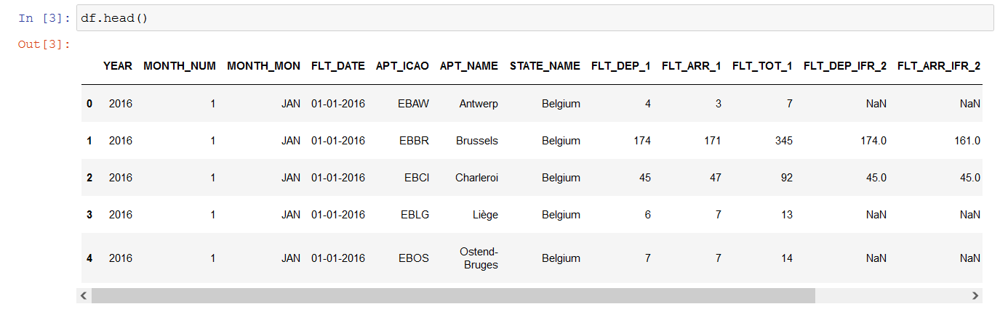 In [3]: df.head()
Out[3]:
YEAR MONTH_NUM MONTH_MON FLT_DATE APT_ICAO APT_NAME STATE_NAME FLT_DEP_1 FLT_ARR_1 FLT_TOT_1 FLT_DEP_IFR_2 FLT_ARR_IFR_2
0 2016 1 JAN 01-01-2016 EBAW Antwerp Belgium 4 3 7 NaN NaN
1 2016 1 JAN 01-01-2016 EBBR Brussels Belgium 174 171 345 174.0 161.0
2 2016 1 JAN 01-01-2016 EBCI Charleroi Belgium 45 47 92 45.0 45.0
3 2016 1 JAN 01-01-2016 EBLG Liège Belgium 6 7 13 NaN NaN
4 2016 1 JAN 01-01-2016 EBOS Ostend-
Bruges Belgium 7 7 14 NaN NaN